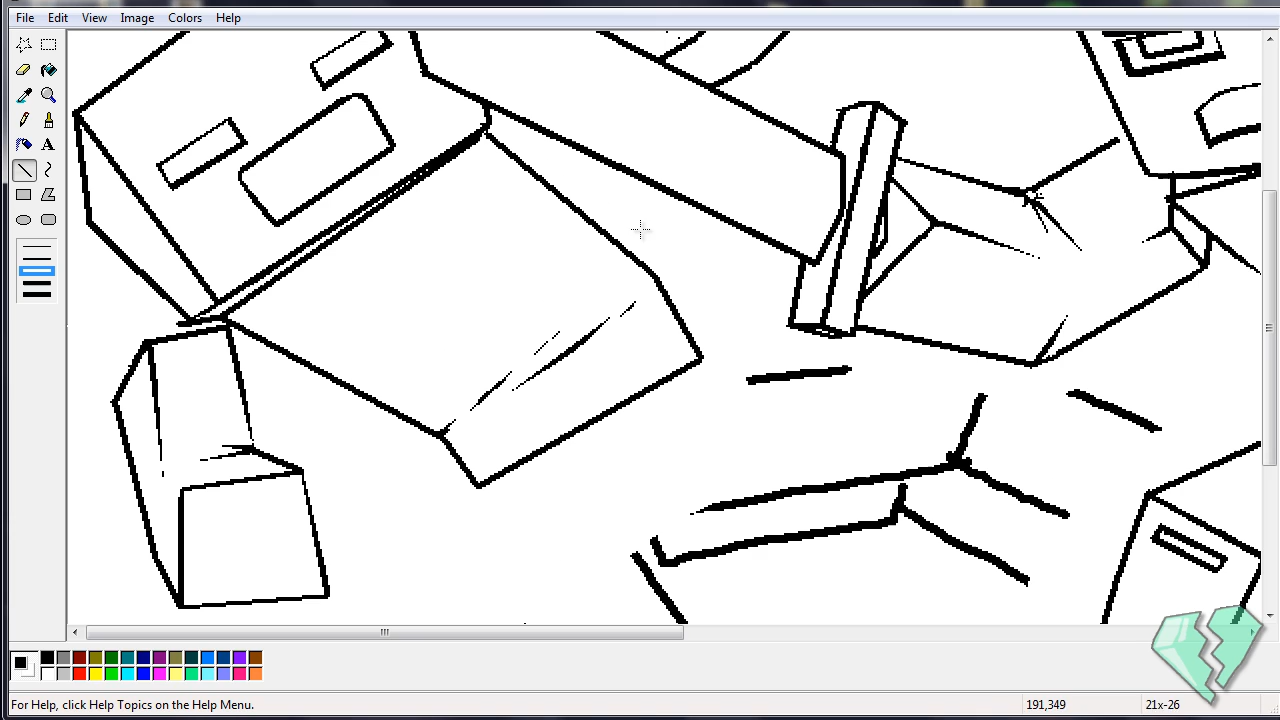 File Edit View Image Colors Help
A
For Help, click Help Topics on the Help Menu. 191,349 21x-26